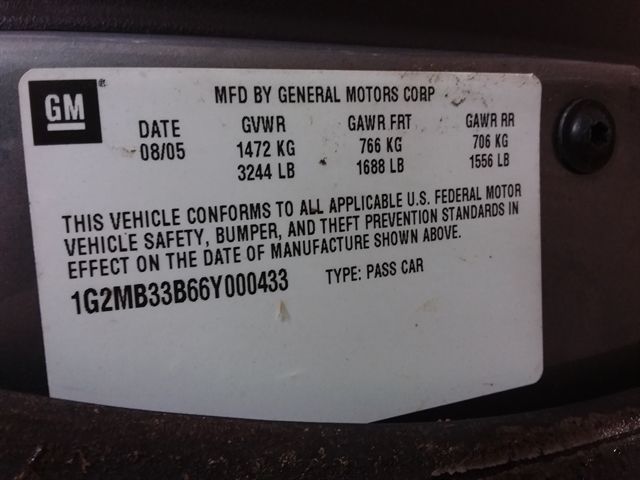 GM
MFD BY GENERAL MOTORS CORP
DATE GVWR GAWR FRT GAWR RR
08/05 1472 KG 766 KG 706 KG
3244 LB 1688 LB 1556 LB
THIS VEHICLE CONFORMS TO ALL APPLICABLE U.S. FEDERAL MOTOR
VEHICLE SAFETY, BUMPER, AND THEFT PREVENTION STANDARDS IN
EFFECT ON THE DATE OF MANUFACTURE SHOWN ABOVE.
1G2MB33B66Y000433 TYPE: PASS CAR